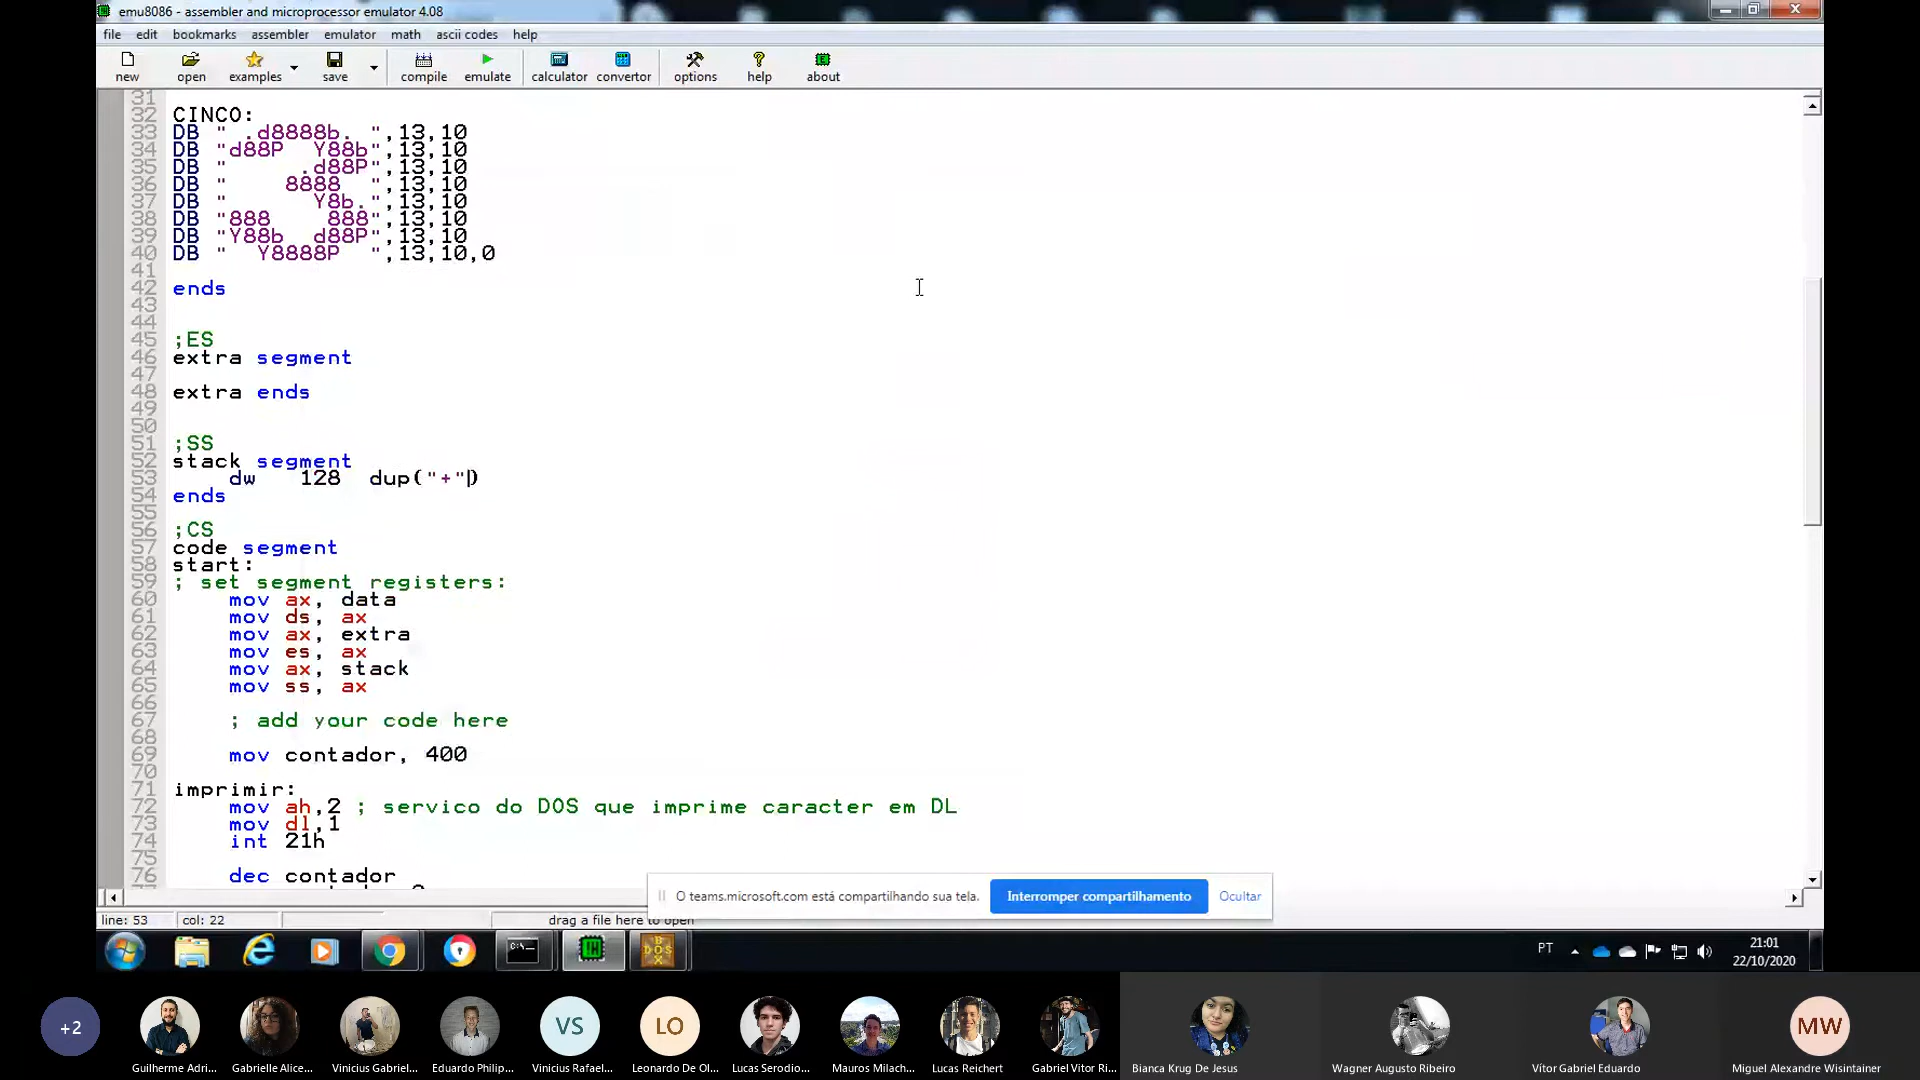 emu8086 - assembler and microprocessor emulator 4.08
file edit bookmarks assembler emulator math ascii codes help
new open examples save compile emulate calculator convertor options help about
31
32 CINCO:
33 DB " .d8888b. ",13,10
34 DB "d88P  Y88b",13,10
35 DB "     .d88P",13,10
36 DB "    8888  ",13,10
37 DB "      Y8b.",13,10
38 DB "888    888",13,10
39 DB "Y88b  d88P",13,10
40 DB "  Y8888P  ",13,10,0
41
42 ends
43
44
45 ;ES
46 extra segment
47
48 extra ends
49
50
51 ;SS
52 stack segment
53 dw   128  dup("+")
54 ends
55
56 ;CS
57 code segment
58 start:
59 ; set segment registers:
60 mov ax, data
61 mov ds, ax
62 mov ax, extra
63 mov es, ax
64 mov ax, stack
65 mov ss, ax
66
67 ; add your code here
68
69 mov contador, 400
70
71 imprimir:
72 mov ah,2 ; servico do DOS que imprime caracter em DL
73 mov dl,1
74 int 21h
75
76 dec contador
O teams.microsoft.com está compartilhando sua tela. Interromper compartilhamento Ocultar
line: 53 col: 22 drag a file here to open
C:\_
PT 21:01
22/10/2020
+2 VS LO MW
Guilherme Adri... Gabrielle Alice... Vinicius Gabriel... Eduardo Philip... Vinicius Rafael... Leonardo De Ol... Lucas Serodio... Mauros Milach... Lucas Reichert Gabriel Vitor Ri... Bianca Krug De Jesus Wagner Augusto Ribeiro Vítor Gabriel Eduardo Miguel Alexandre Wisintainer